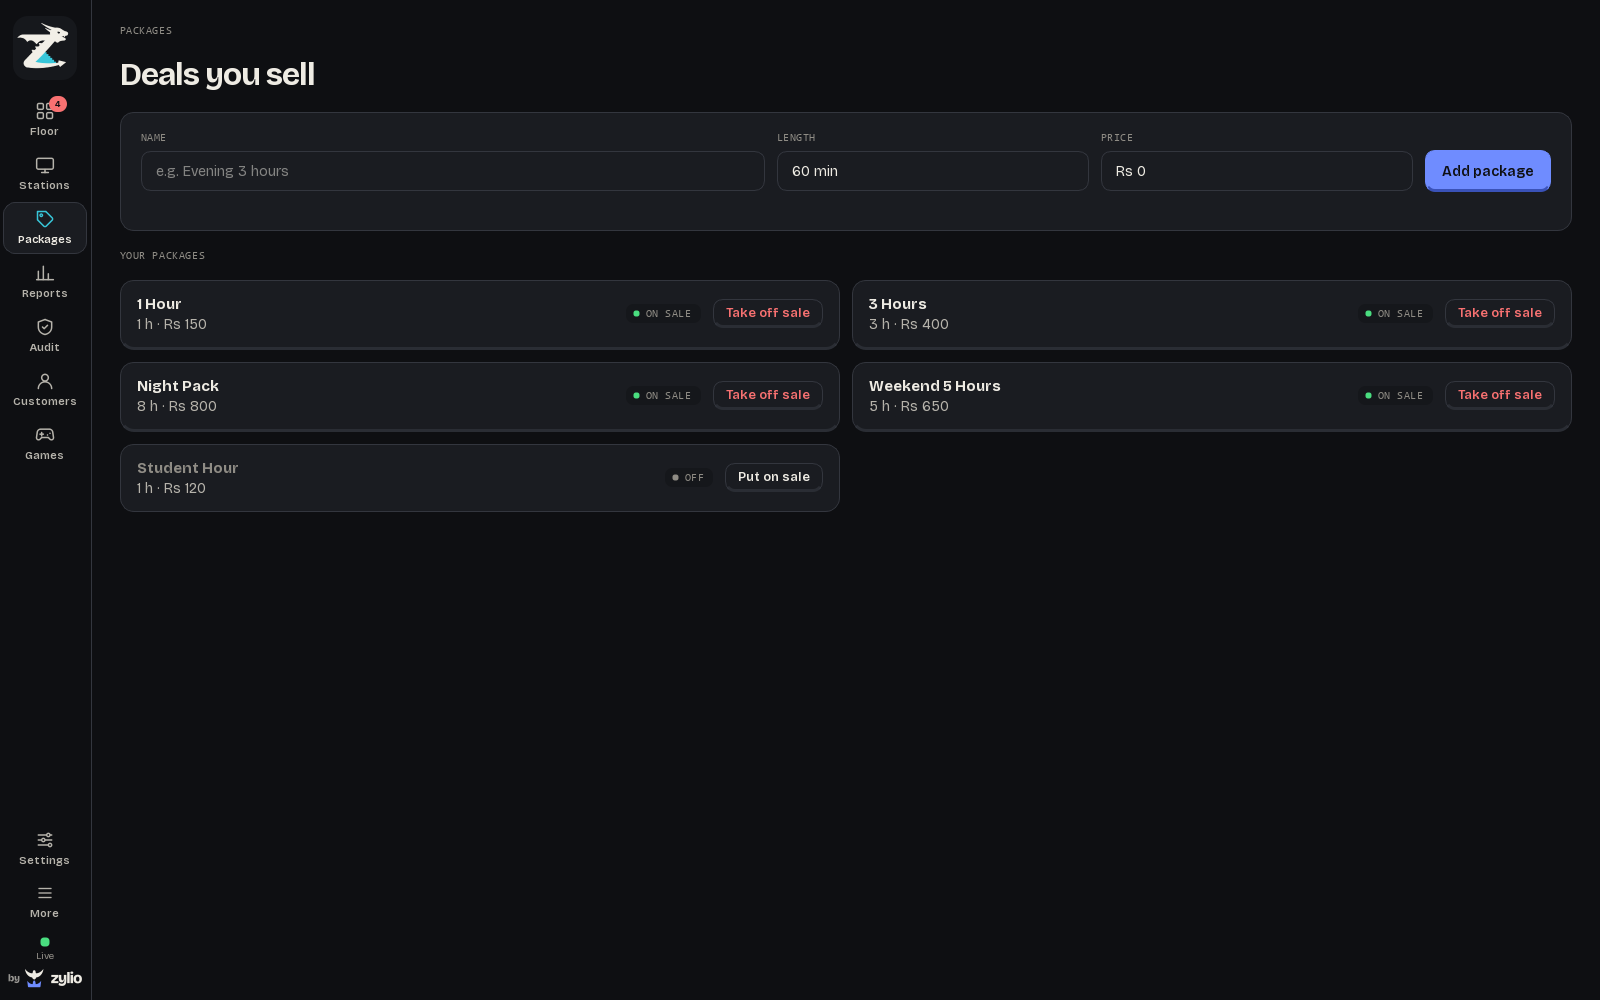 PACKAGES
Deals you sell
4
Floor
Stations
Packages
Reports
Audit
Customers
Games
Settings
More
Live
by zylio
NAME
e.g. Evening 3 hours
LENGTH
60 min
PRICE
Rs 0
Add package
YOUR PACKAGES
1 Hour
1 h · Rs 150
ON SALE
Take off sale
3 Hours
3 h · Rs 400
ON SALE
Take off sale
Night Pack
8 h · Rs 800
ON SALE
Take off sale
Weekend 5 Hours
5 h · Rs 650
ON SALE
Take off sale
Student Hour
1 h · Rs 120
OFF
Put on sale